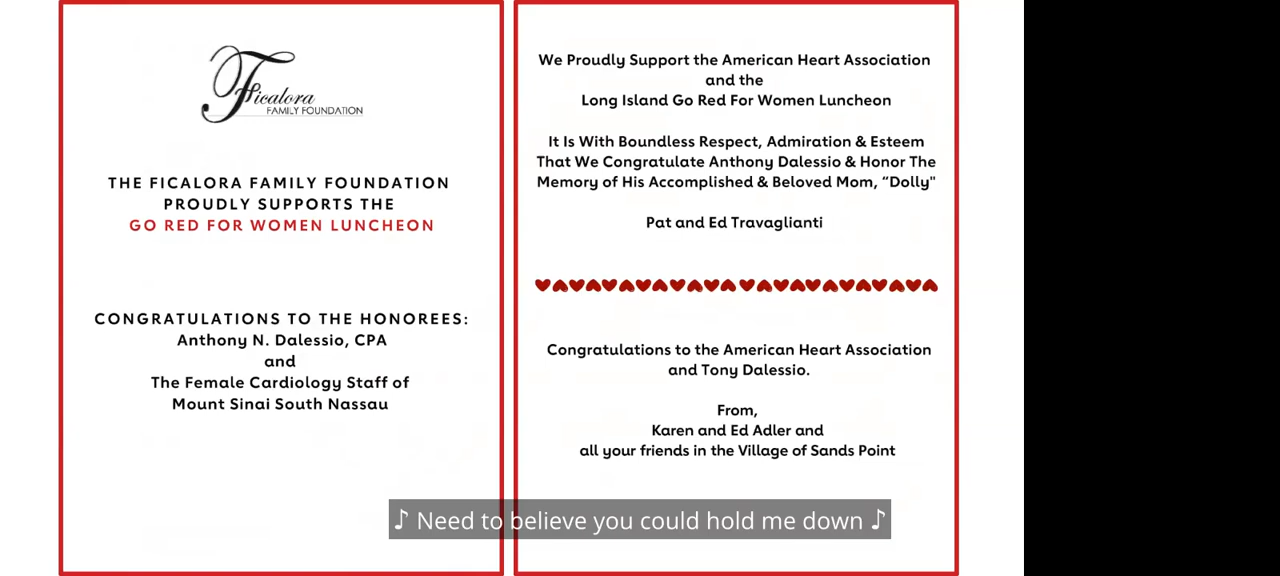 Ficalora
FAMILY FOUNDATION
THE FICALORA FAMILY FOUNDATION
PROUDLY SUPPORTS THE
GO RED FOR WOMEN LUNCHEON
CONGRATULATIONS TO THE HONOREES:
Anthony N. Dalessio, CPA
and
The Female Cardiology Staff of
Mount Sinai South Nassau
We Proudly Support the American Heart Association
and the
Long Island Go Red For Women Luncheon
It Is With Boundless Respect, Admiration & Esteem
That We Congratulate Anthony Dalessio & Honor The
Memory of His Accomplished & Beloved Mom, “Dolly"
Pat and Ed Travaglianti
Congratulations to the American Heart Association
and Tony Dalessio.
From,
Karen and Ed Adler and
all your friends in the Village of Sands Point
♪ Need to believe you could hold me down ♪